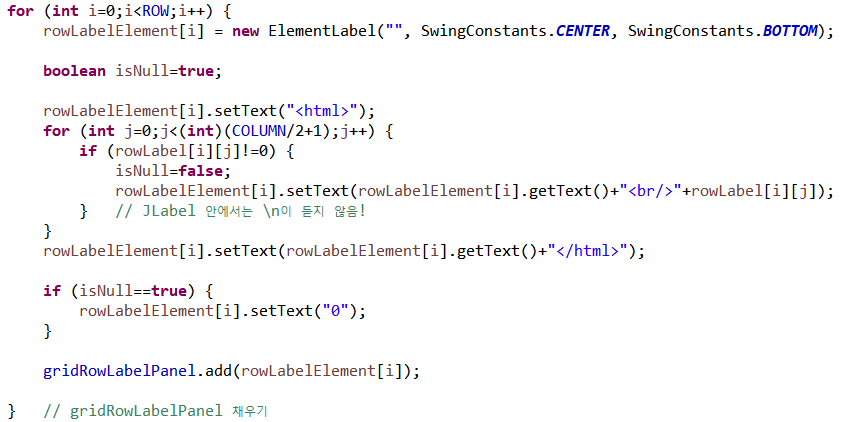 for (int i=0;i<ROW;i++) {
    rowLabelElement[i] = new ElementLabel("", SwingConstants.CENTER, SwingConstants.BOTTOM);
    boolean isNull=true;
    rowLabelElement[i].setText("<html>");
    for (int j=0;j<(int)(COLUMN/2+1);j++) {
        if (rowLabel[i][j]!=0) {
            isNull=false;
            rowLabelElement[i].setText(rowLabelElement[i].getText()+"<br/>"+rowLabel[i][j]);
        }   // JLabel 안에서는 \n이 듣지 않음!
    }
    rowLabelElement[i].setText(rowLabelElement[i].getText()+"</html>");
    if (isNull==true) {
        rowLabelElement[i].setText("0");
    }
    gridRowLabelPanel.add(rowLabelElement[i]);
}   // gridRowLabelPanel 채우기